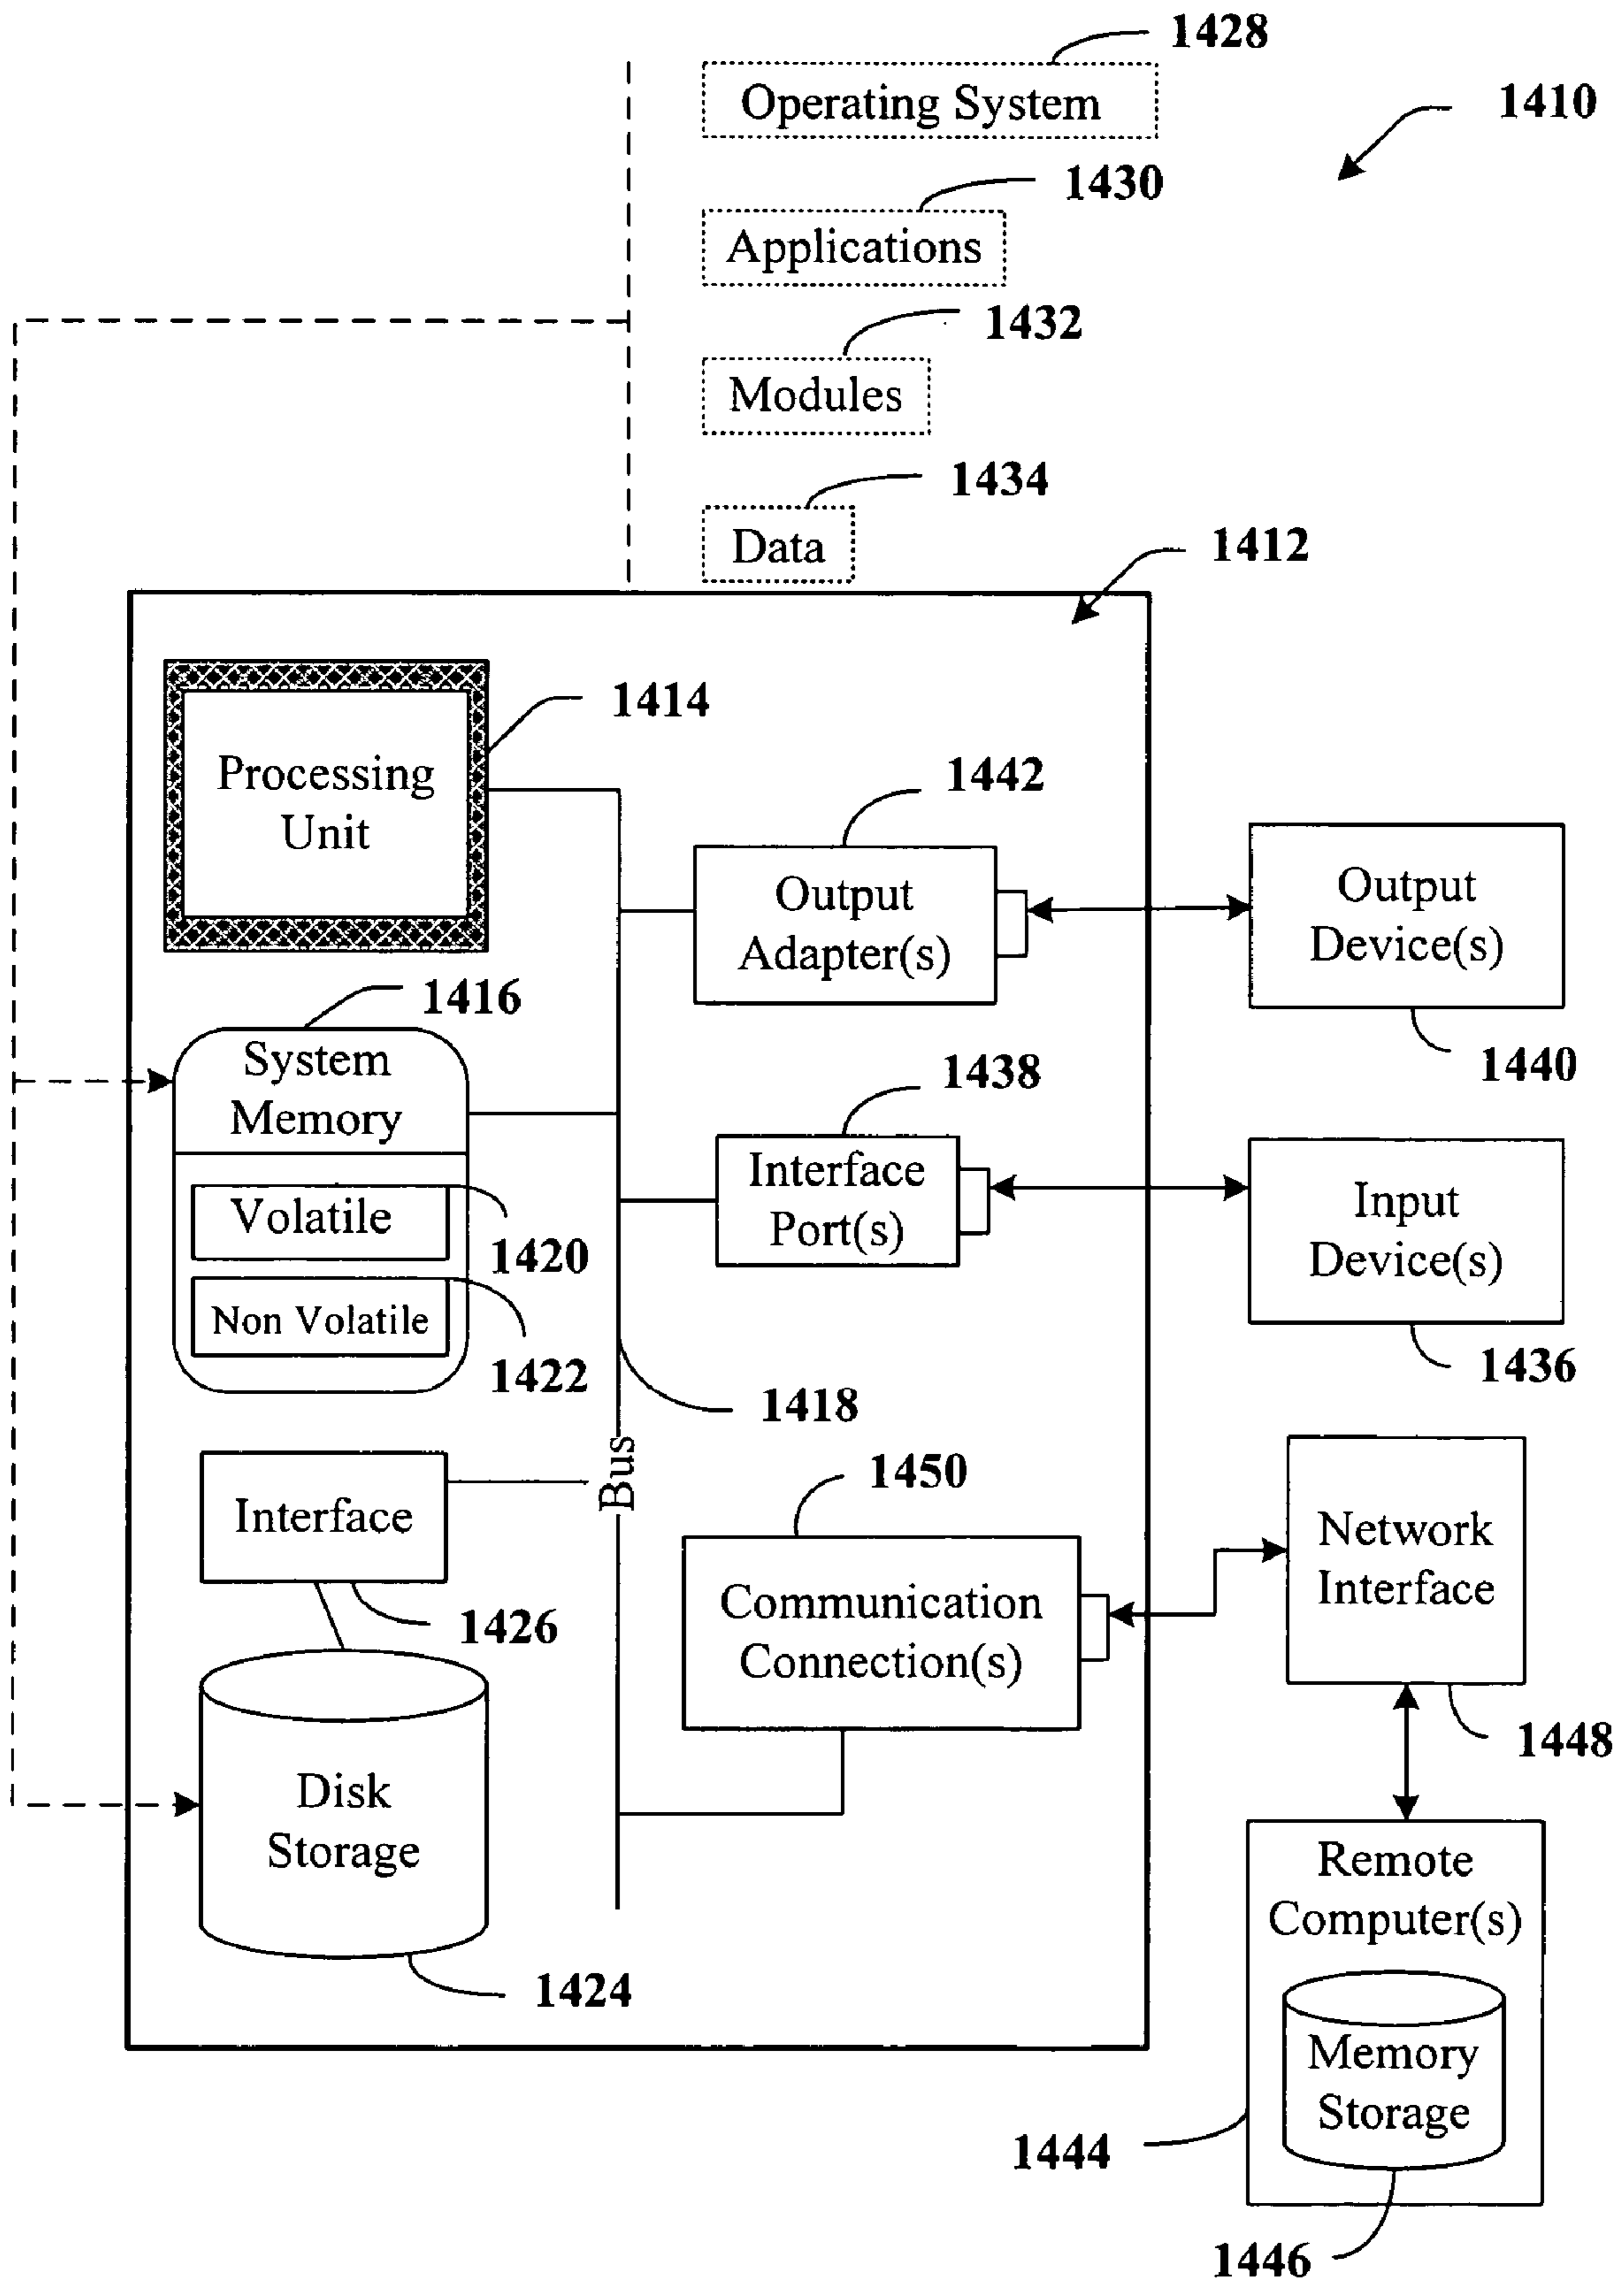 1428
Operating System
1410
1430
Applications
1432
Modules
1434
Data
1412
1414
Processing
Unit
1442
Output
Adapter(s)
Output
Device(s)
1440
1416
System
Memory
1438
Interface
Port(s)
Input
Device(s)
1436
Volatile
1420
Non Volatile
1422
1418
Bus
Interface
1426
1450
Communication
Connection(s)
Network
Interface
1448
Disk
Storage
1424
Remote
Computer(s)
Memory
Storage
1444
1446